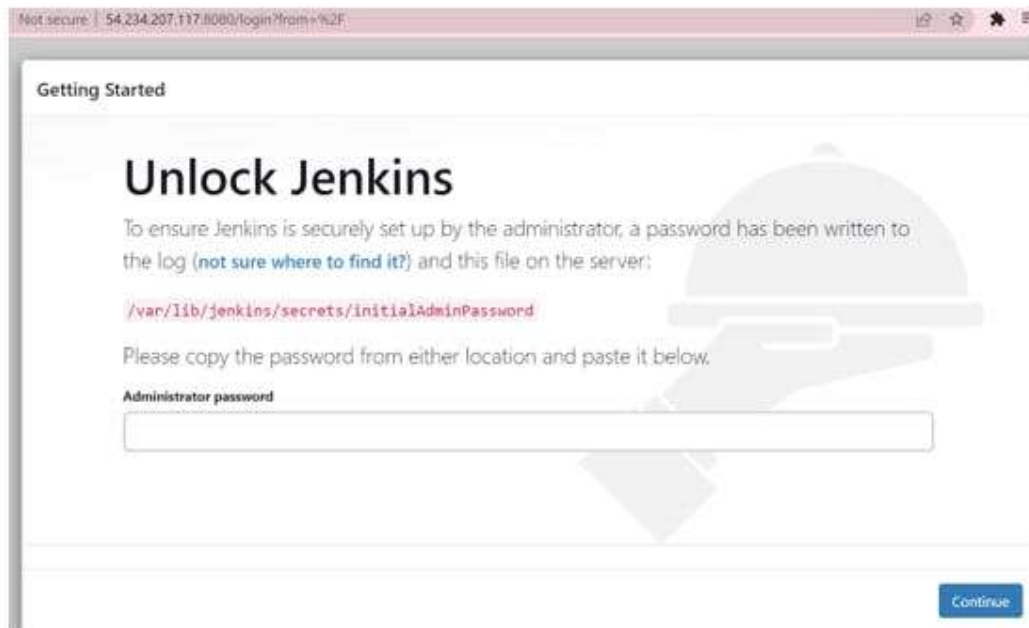 Not secure | 54.234.207.117:8080/login?from=%2F
Getting Started
Unlock Jenkins
To ensure Jenkins is securely set up by the administrator, a password has been written to
the log (not sure where to find it?) and this file on the server:
/var/lib/jenkins/secrets/initialAdminPassword
Please copy the password from either location and paste it below.
Administrator password
Continue